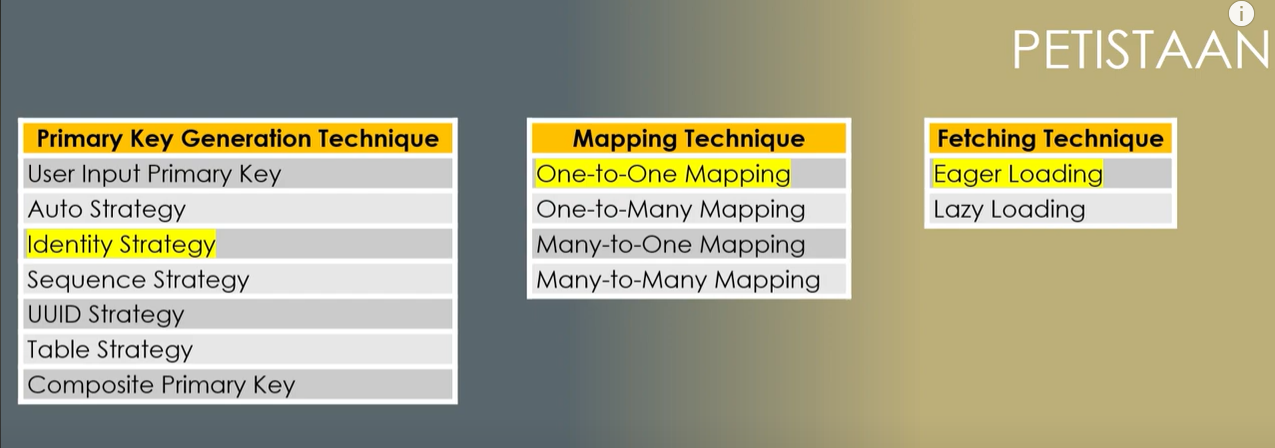 PETISTAAN
Primary Key Generation Technique
User Input Primary Key
Auto Strategy
Identity Strategy
Sequence Strategy
UUID Strategy
Table Strategy
Composite Primary Key
Mapping Technique
One-to-One Mapping
One-to-Many Mapping
Many-to-One Mapping
Many-to-Many Mapping
Fetching Technique
Eager Loading
Lazy Loading